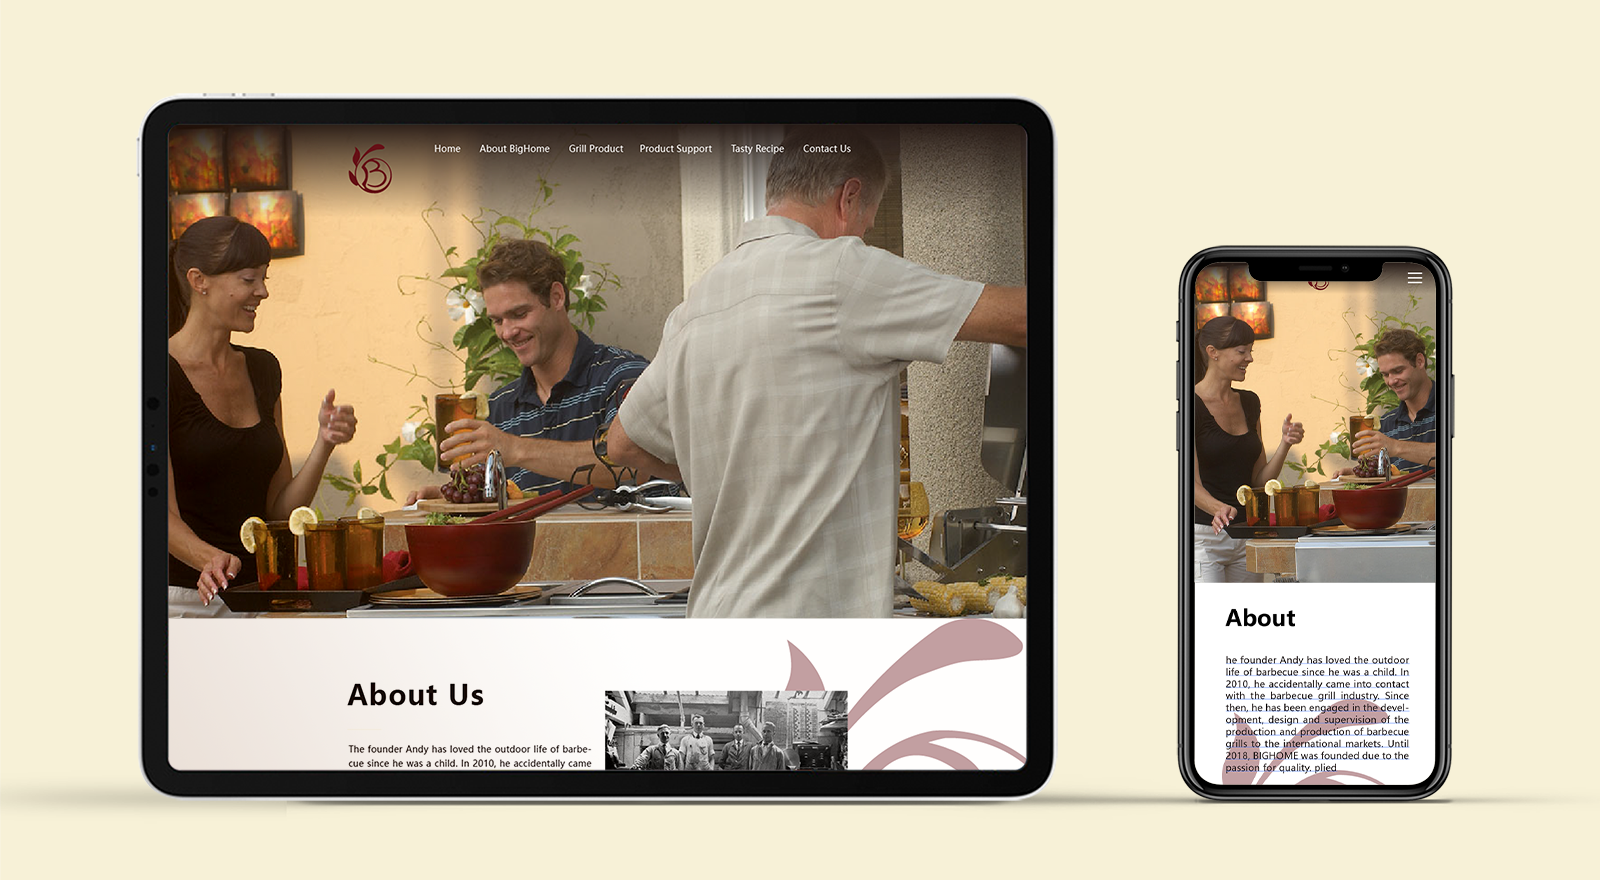 B
Home About BigHome Grill Product Product Support Tasty Recipe Contact Us
About Us
The founder Andy has loved the outdoor life of barbe-
cue since he was a child. In 2010, he accidentally came
About
he founder Andy has loved the outdoor
life of barbecue since he was a child. In
2010, he accidentally came into contact
with the barbecue grill industry. Since
then, he has been engaged in the devel-
opment, design and supervision of the
production and production of barbecue
grills to the international markets. Until
2018, BIGHOME was founded due to the
passion for quality. plied